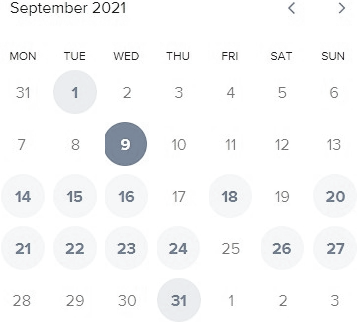 September 2021 < >
MON TUE WED THU FRI SAT SUN
31 1 2 3 4 5 6
7 8 9 10 11 12 13
14 15 16 17 18 19 20
21 22 23 24 25 26 27
28 29 30 31 1 2 3